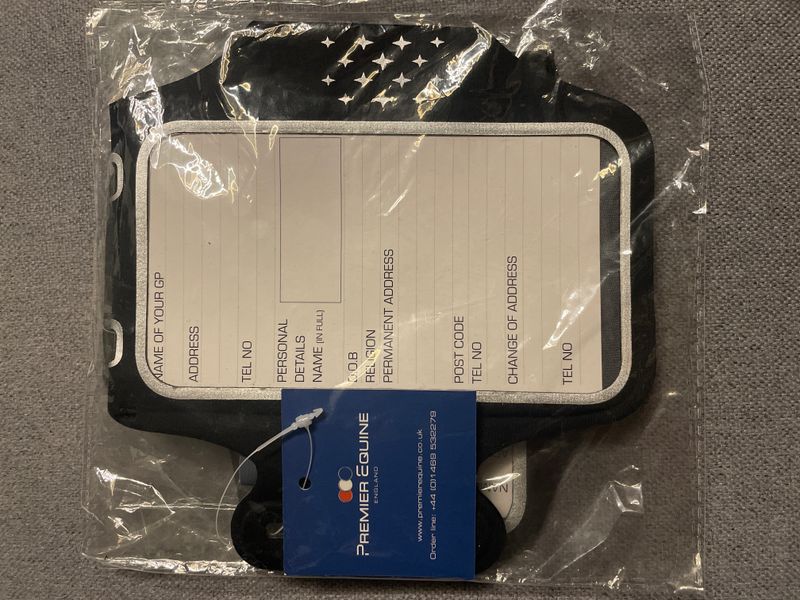 NAME OF YOUR GP
ADDRESS
TEL NO
PERSONAL
DETAILS
NAME (IN FULL)
D.O.B
RELIGION
PERMANENT ADDRESS
POST CODE
TEL NO
CHANGE OF ADDRESS
TEL NO
PREMIER EQUINE
ENGLAND
www.premierequine.co.uk
Order line: +44 (0)1469 532279